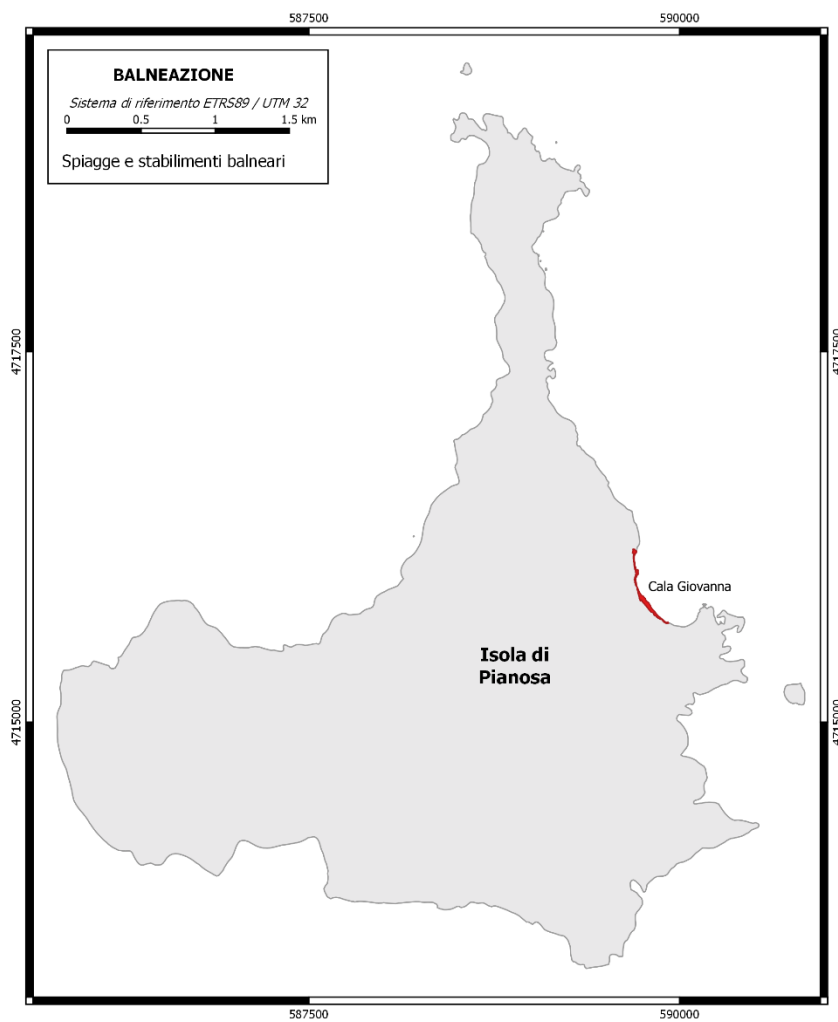 587500
590000
BALNEAZIONE
Sistema di riferimento ETRS89 / UTM 32
0 0.5 1 1.5 km
Spiagge e stabilimenti balneari
4717500
4717500
Cala Giovanna
Isola di
Pianosa
4715000
4715000
587500
590000